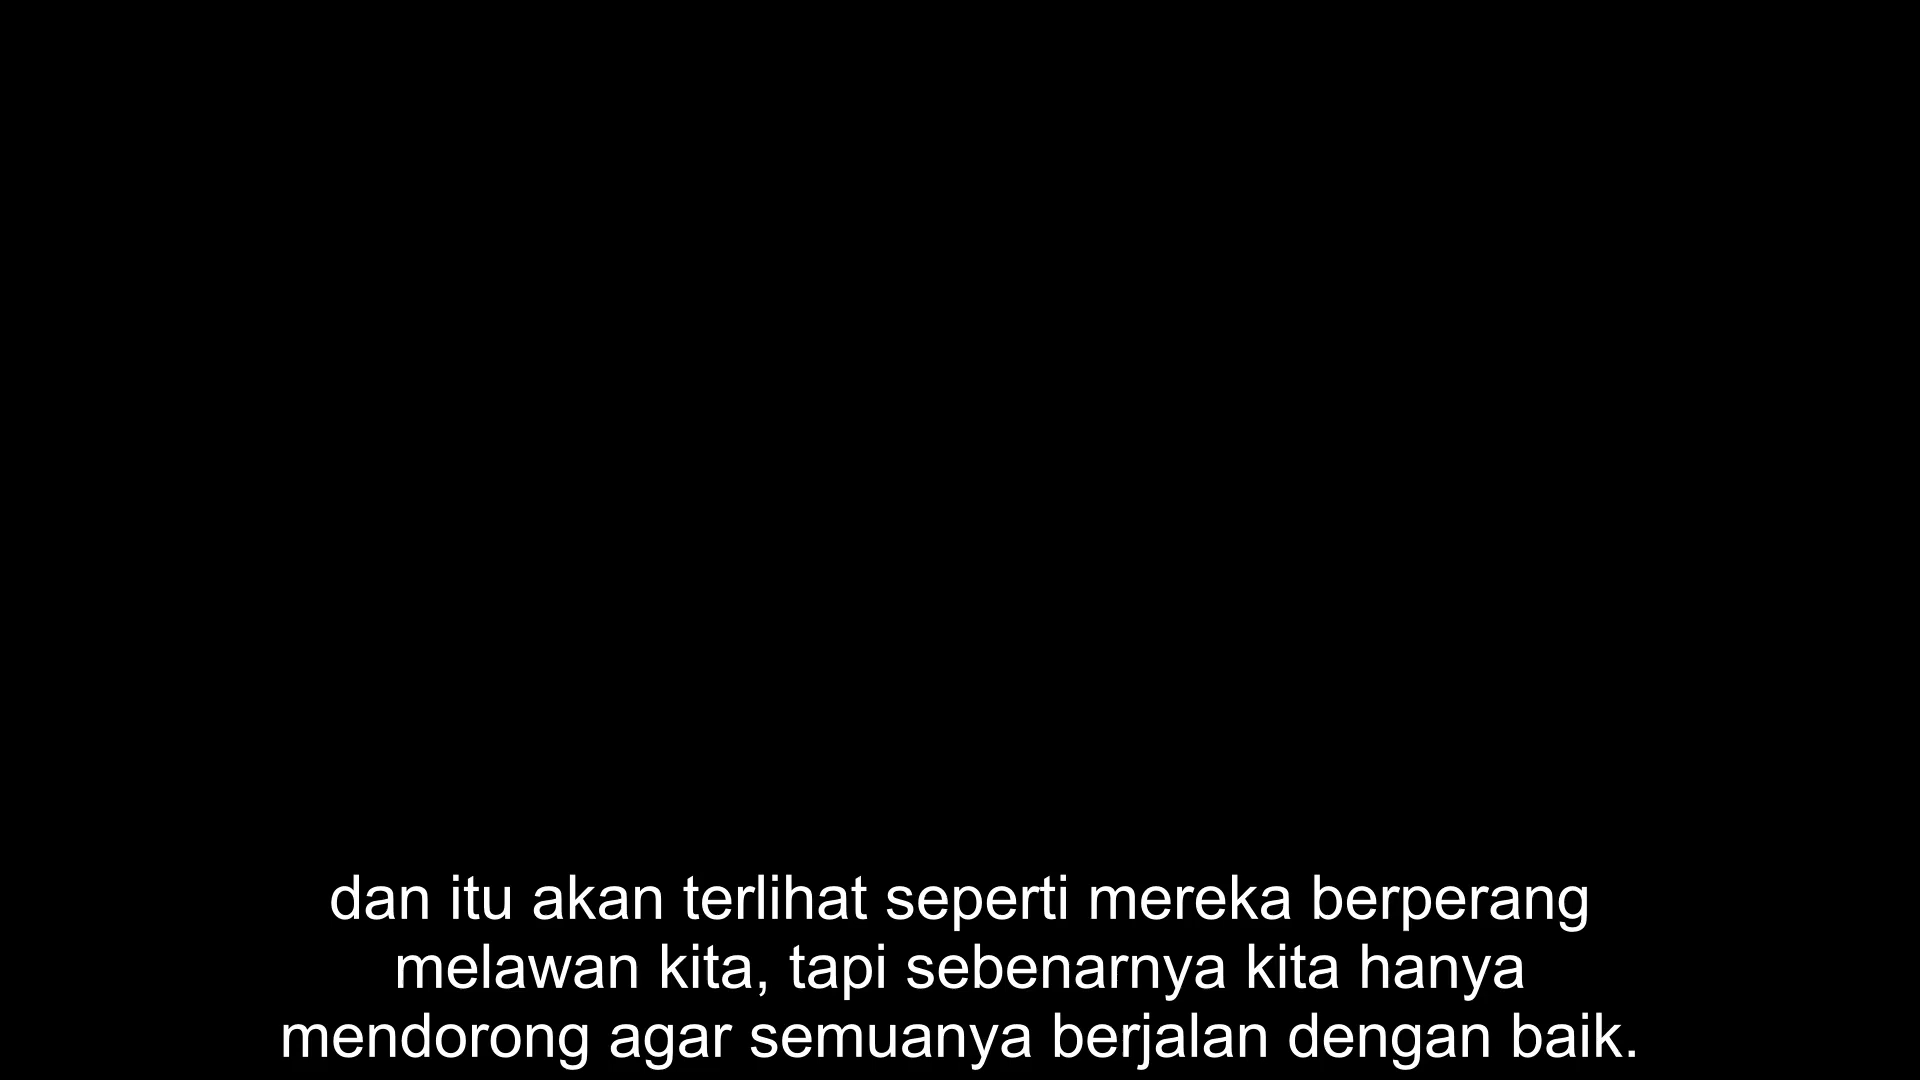 dan itu akan terlihat seperti mereka berperang
melawan kita, tapi sebenarnya kita hanya
mendorong agar semuanya berjalan dengan baik.